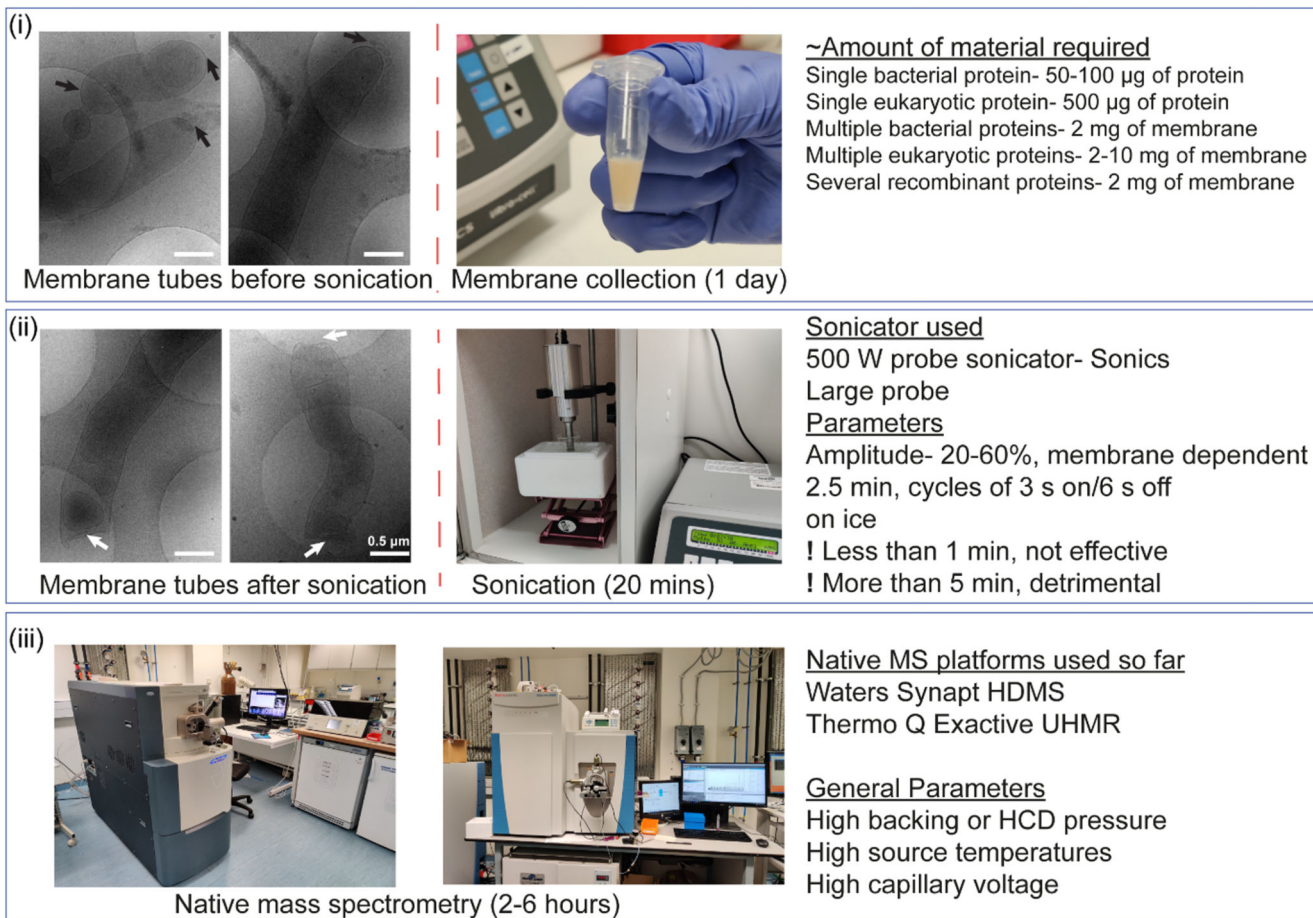 (i)
Membrane tubes before sonication
Membrane collection (1 day)
~Amount of material required
Single bacterial protein- 50-100 µg of protein
Single eukaryotic protein- 500 µg of protein
Multiple bacterial proteins- 2 mg of membrane
Multiple eukaryotic proteins- 2-10 mg of membrane
Several recombinant proteins- 2 mg of membrane
(ii)
0.5 µm
Membrane tubes after sonication
Sonication (20 mins)
Sonicator used
500 W probe sonicator- Sonics
Large probe
Parameters
Amplitude- 20-60%, membrane dependent
2.5 min, cycles of 3 s on/6 s off
on ice
! Less than 1 min, not effective
! More than 5 min, detrimental
(iii)
Native mass spectrometry (2-6 hours)
Native MS platforms used so far
Waters Synapt HDMS
Thermo Q Exactive UHMR
General Parameters
High backing or HCD pressure
High source temperatures
High capillary voltage